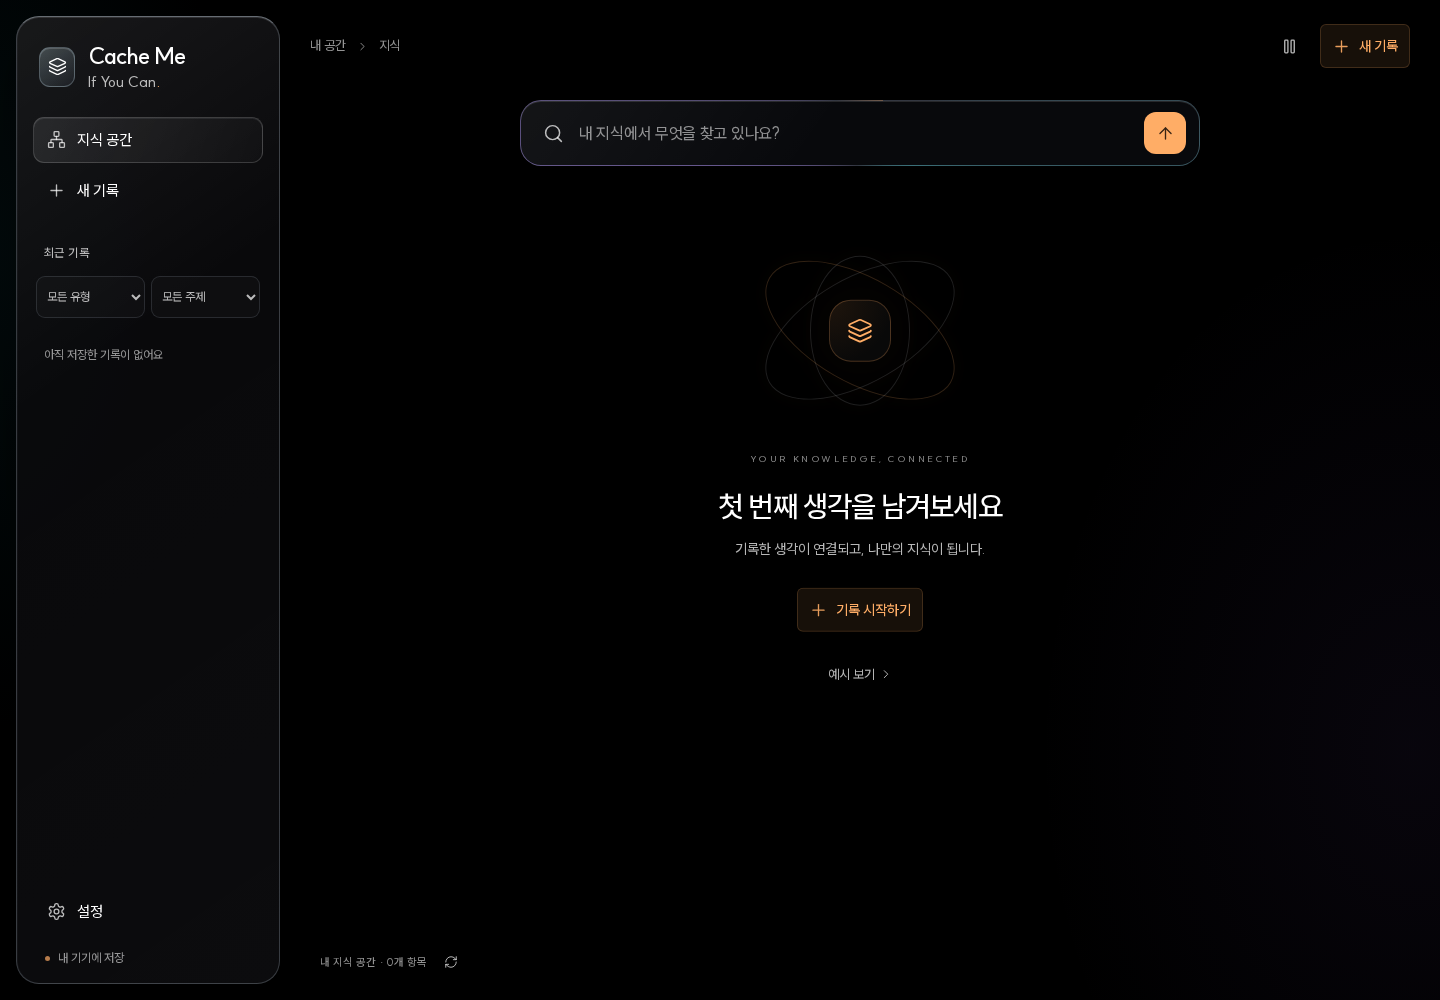 Cache Me
If You Can.
지식 공간
새 기록
최근 기록
모든 유형
모든 주제
아직 저장한 기록이 없어요
설정
내 기기에 저장
내 공간 > 지식
새 기록
내 지식에서 무엇을 찾고 있나요?
YOUR KNOWLEDGE, CONNECTED
첫 번째 생각을 남겨보세요
기록한 생각이 연결되고, 나만의 지식이 됩니다.
기록 시작하기
예시 보기
내 지식 공간 · 0개 항목